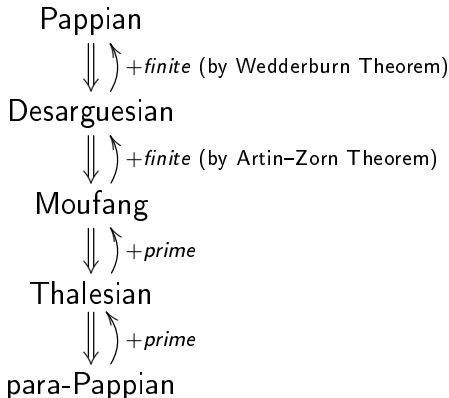 Pappian
+finite (by Wedderburn Theorem)
Desarguesian
+finite (by Artin–Zorn Theorem)
Moufang
+prime
Thalesian
+prime
para-Pappian